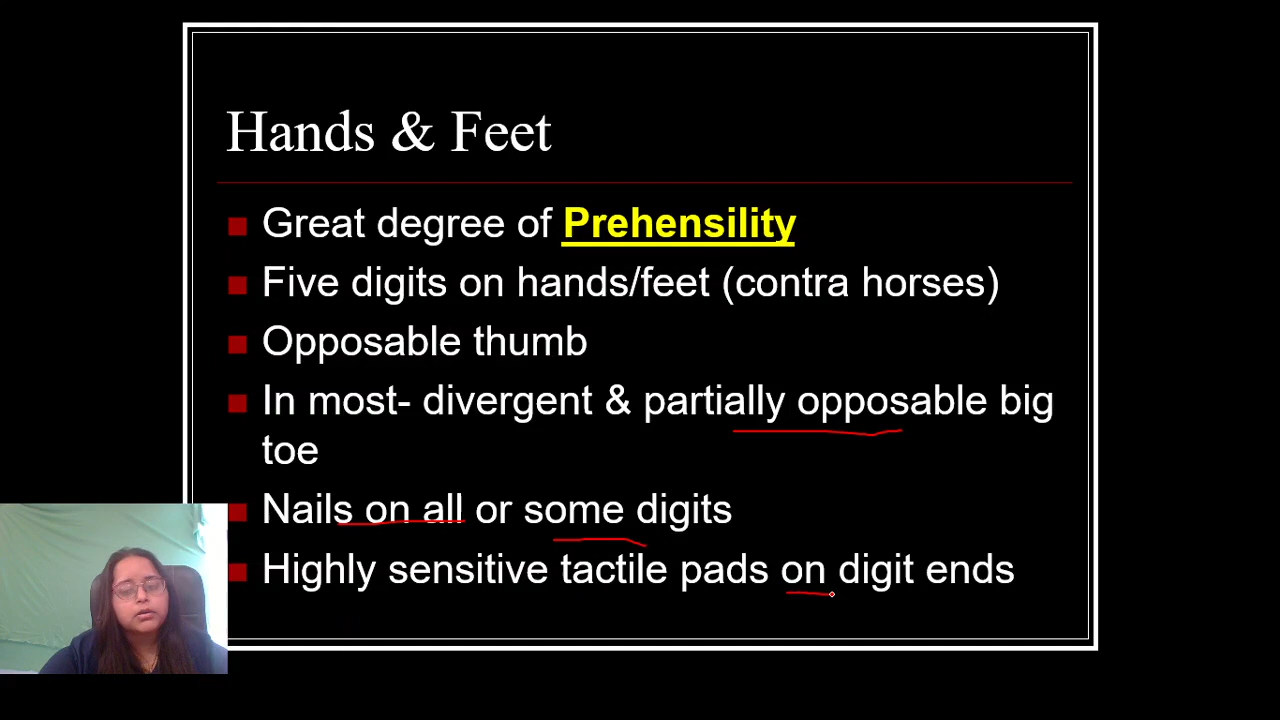 Hands & Feet
Great degree of Prehensility
Five digits on hands/feet (contra horses)
Opposable thumb
In most- divergent & partially opposable big
toe
Nails on all or some digits
Highly sensitive tactile pads on digit ends